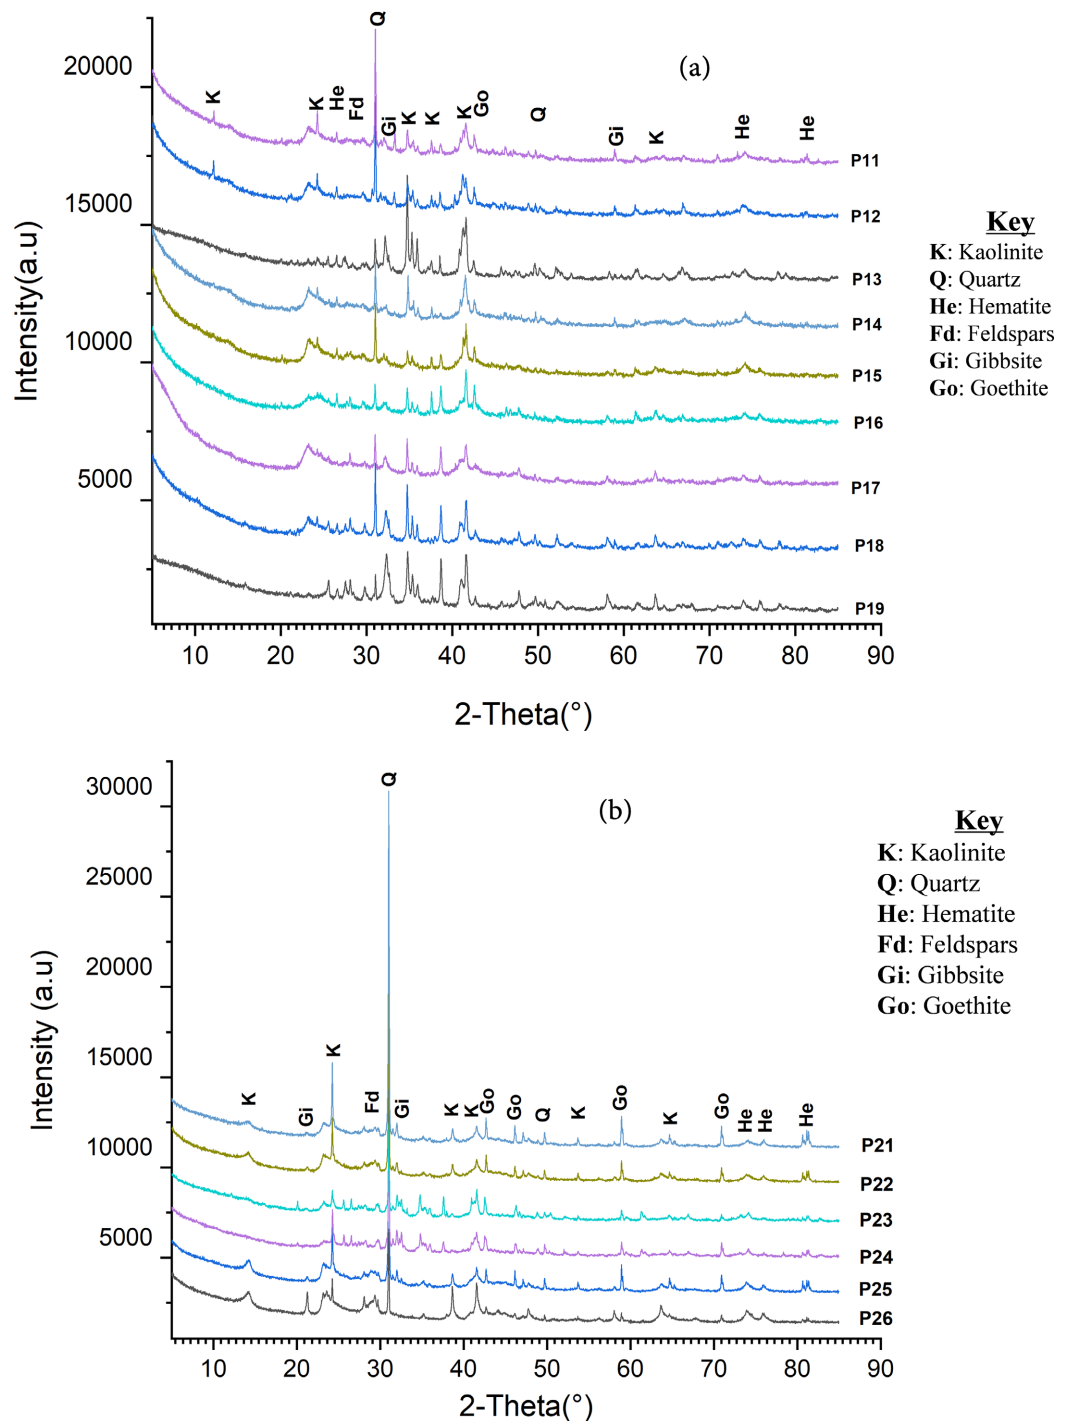 Q
(a)
20000
K
K
He
Fd
Gi
K
K
K
Go
Q
Gi
K
He
He
P11
15000
P12
P13
P14
10000
P15
P16
P17
5000
P18
P19
Intensity(a.u)
10 20 30 40 50 60 70 80 90
2-Theta(°)
Key
K: Kaolinite
Q: Quartz
He: Hematite
Fd: Feldspars
Gi: Gibbsite
Go: Goethite
Q
(b)
30000
25000
20000
15000
10000
5000
Intensity (a.u)
K
Gi
K
Fd
Gi
K
K
Go
Go
Q
K
Go
K
Go
He
He
He
P21
P22
P23
P24
P25
P26
10 20 30 40 50 60 70 80 90
2-Theta(°)
Key
K: Kaolinite
Q: Quartz
He: Hematite
Fd: Feldspars
Gi: Gibbsite
Go: Goethite